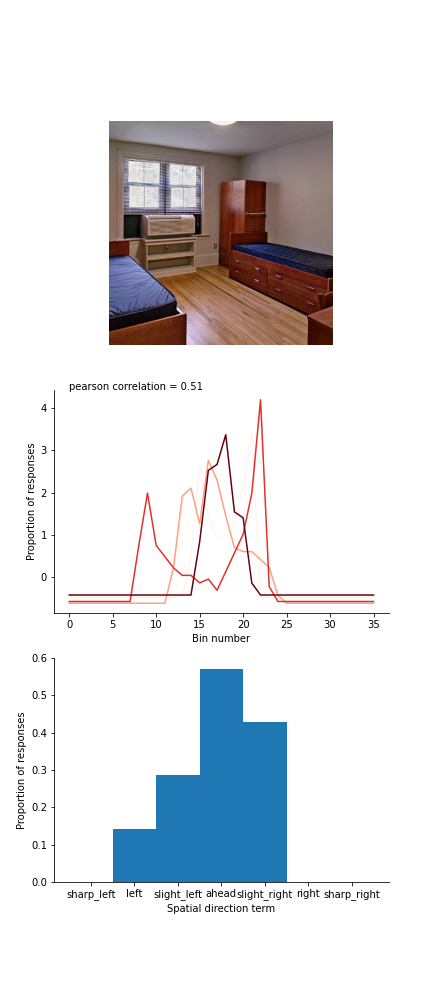 pearson correlation = 0.51
Proportion of responses
4
3
2
1
0
0 5 10 15 20 25 30 35
Bin number
Proportion of responses
0.6
0.5
0.4
0.3
0.2
0.1
0.0
sharp_left left slight_left ahead slight_right right sharp_right
Spatial direction term